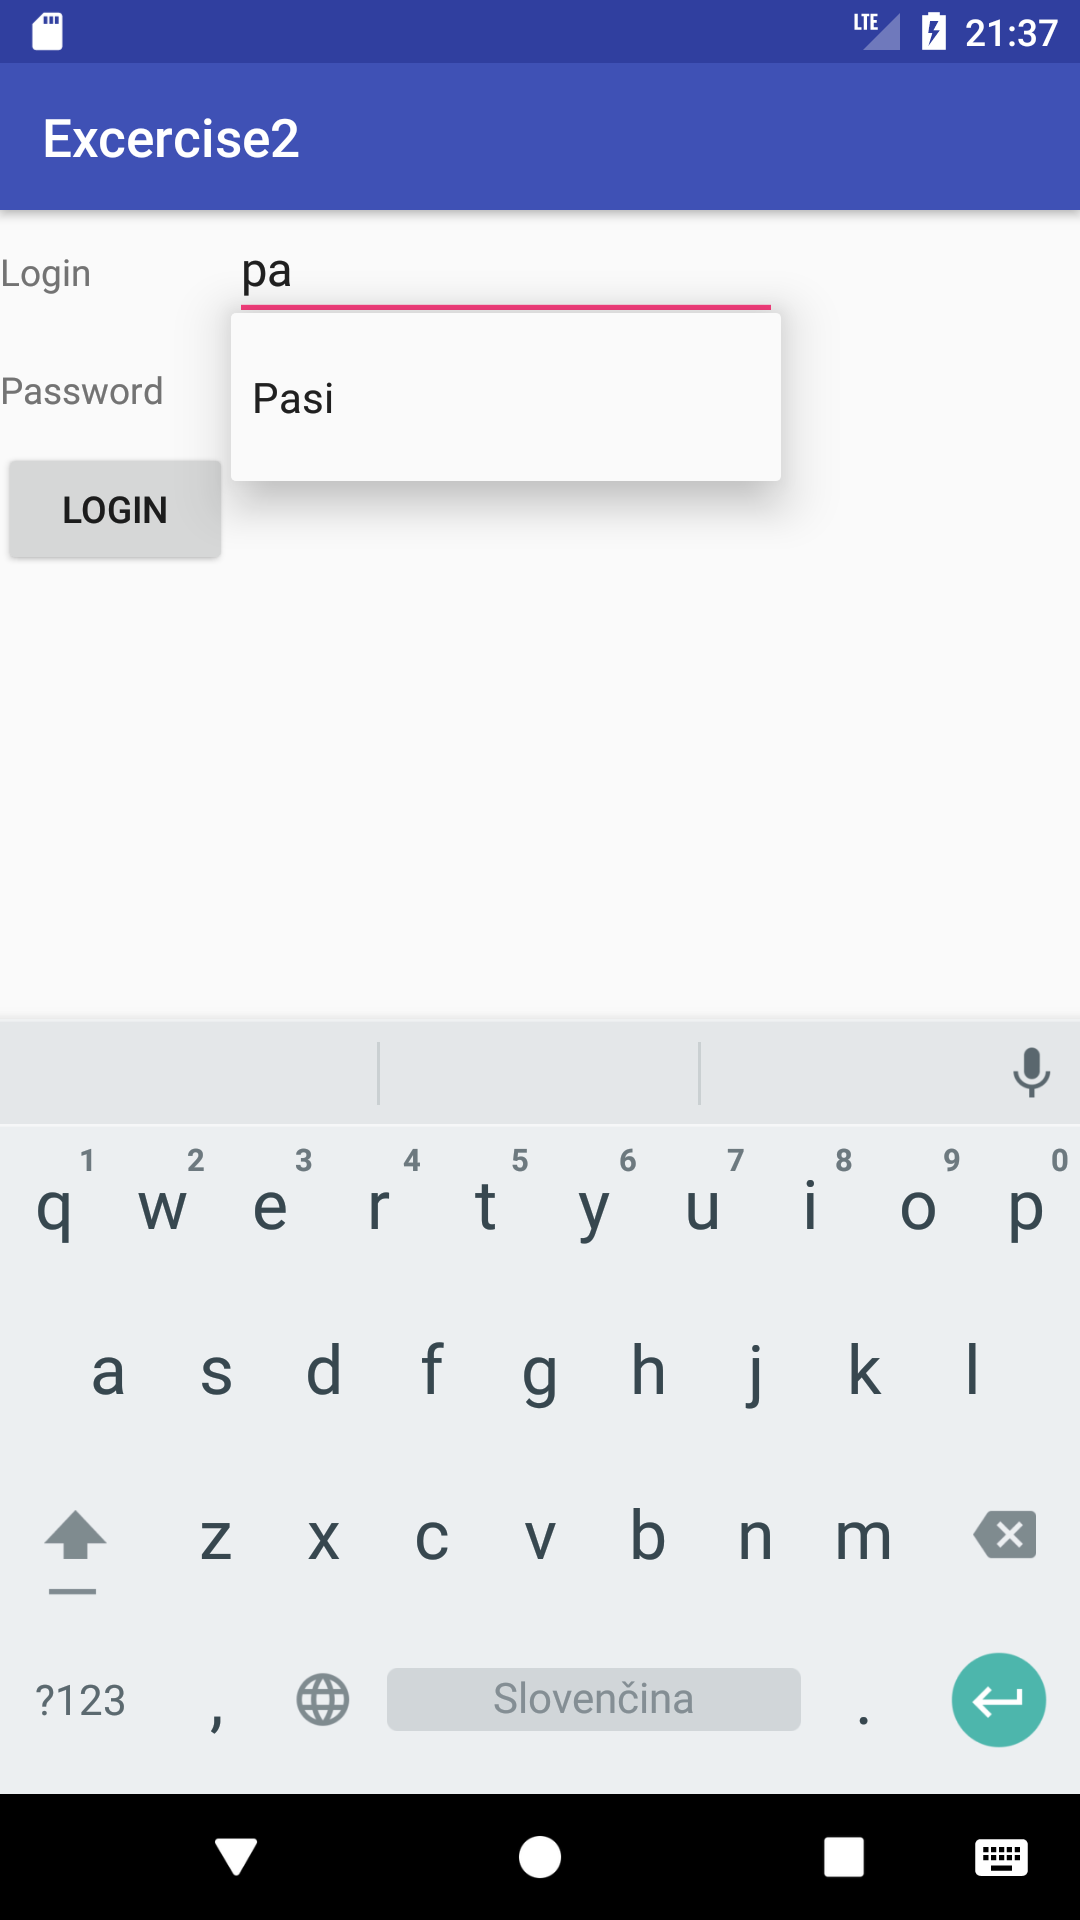 LTE 21:37
Excercise2
Login pa
Pasi
Password
LOGIN
1 2 3 4 5 6 7 8 9 0
q w e r t y u i o p
a s d f g h j k l
z x c v b n m
?123 , Slovenčina .